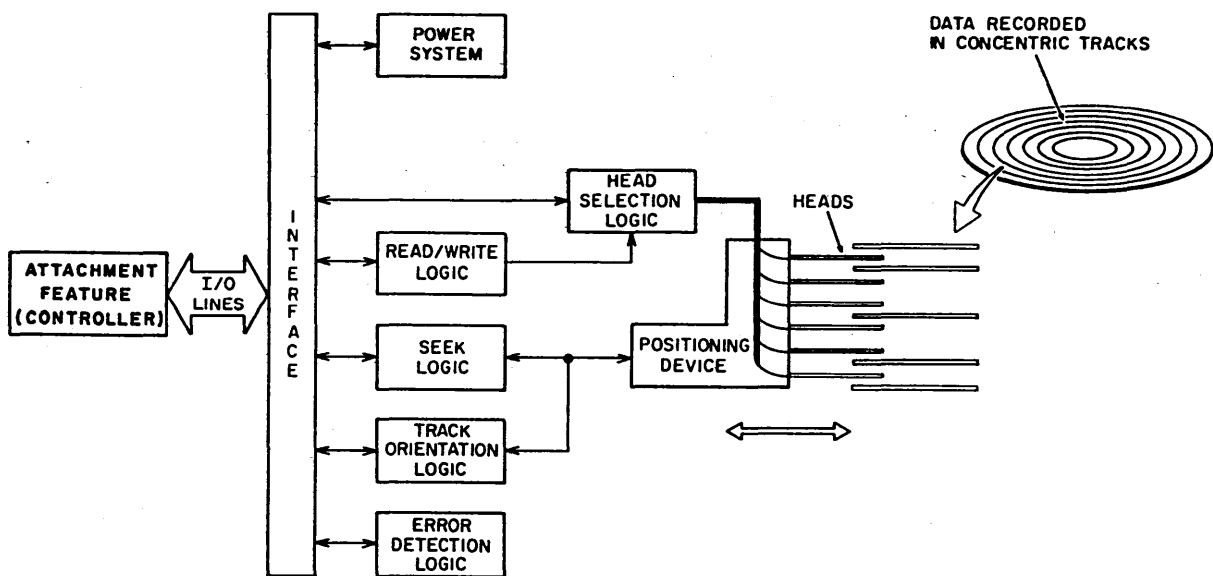 POWER
SYSTEM
DATA RECORDED
IN CONCENTRIC TRACKS
HEAD
SELECTION
LOGIC
HEADS
INTERFACE
READ/WRITE
LOGIC
ATTACHMENT
FEATURE
(CONTROLLER)
I/O
LINES
SEEK
LOGIC
POSITIONING
DEVICE
TRACK
ORIENTATION
LOGIC
ERROR
DETECTION
LOGIC